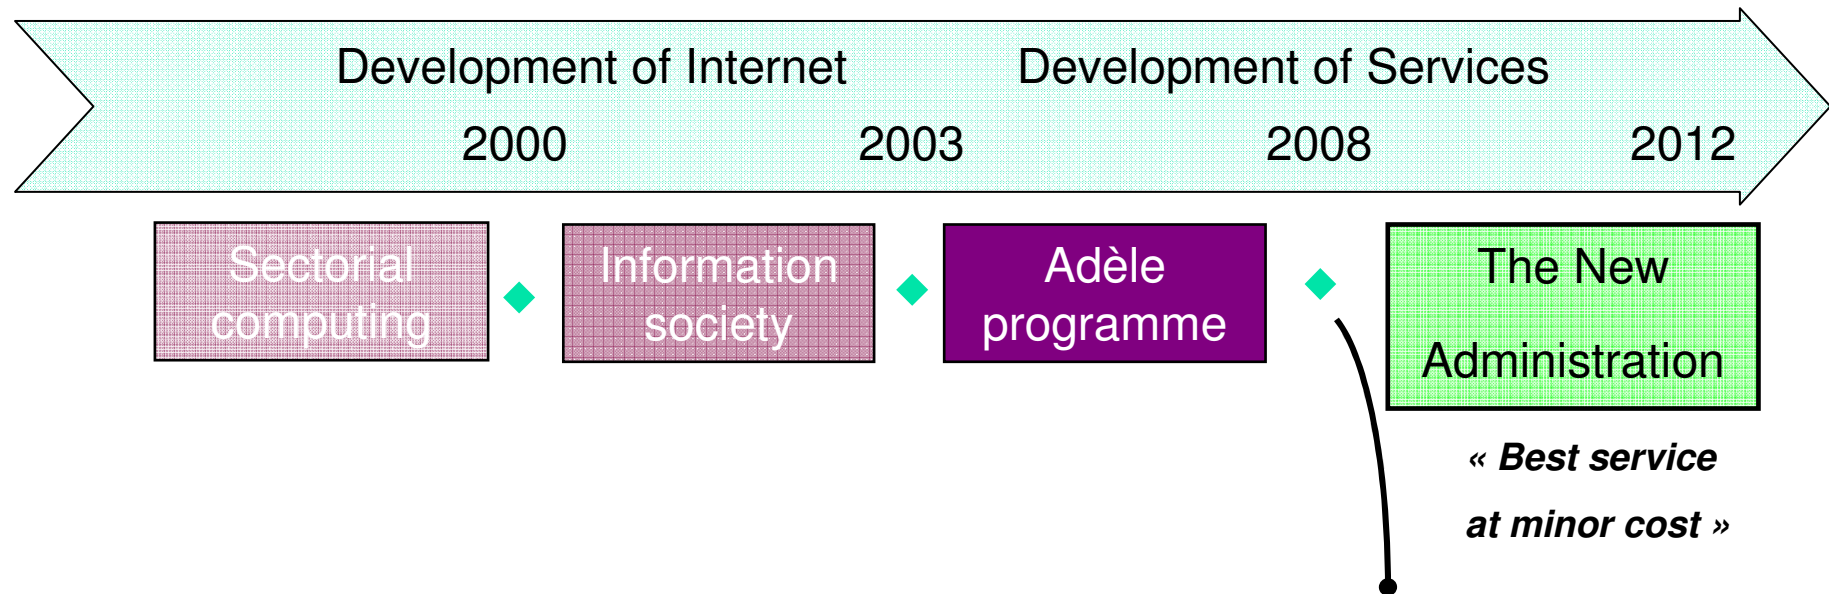 Development of Internet
Development of Services
2000
2003
2008
2012
Sectorial
computing
Information
society
Adèle
programme
The New
Administration
« Best service
at minor cost »